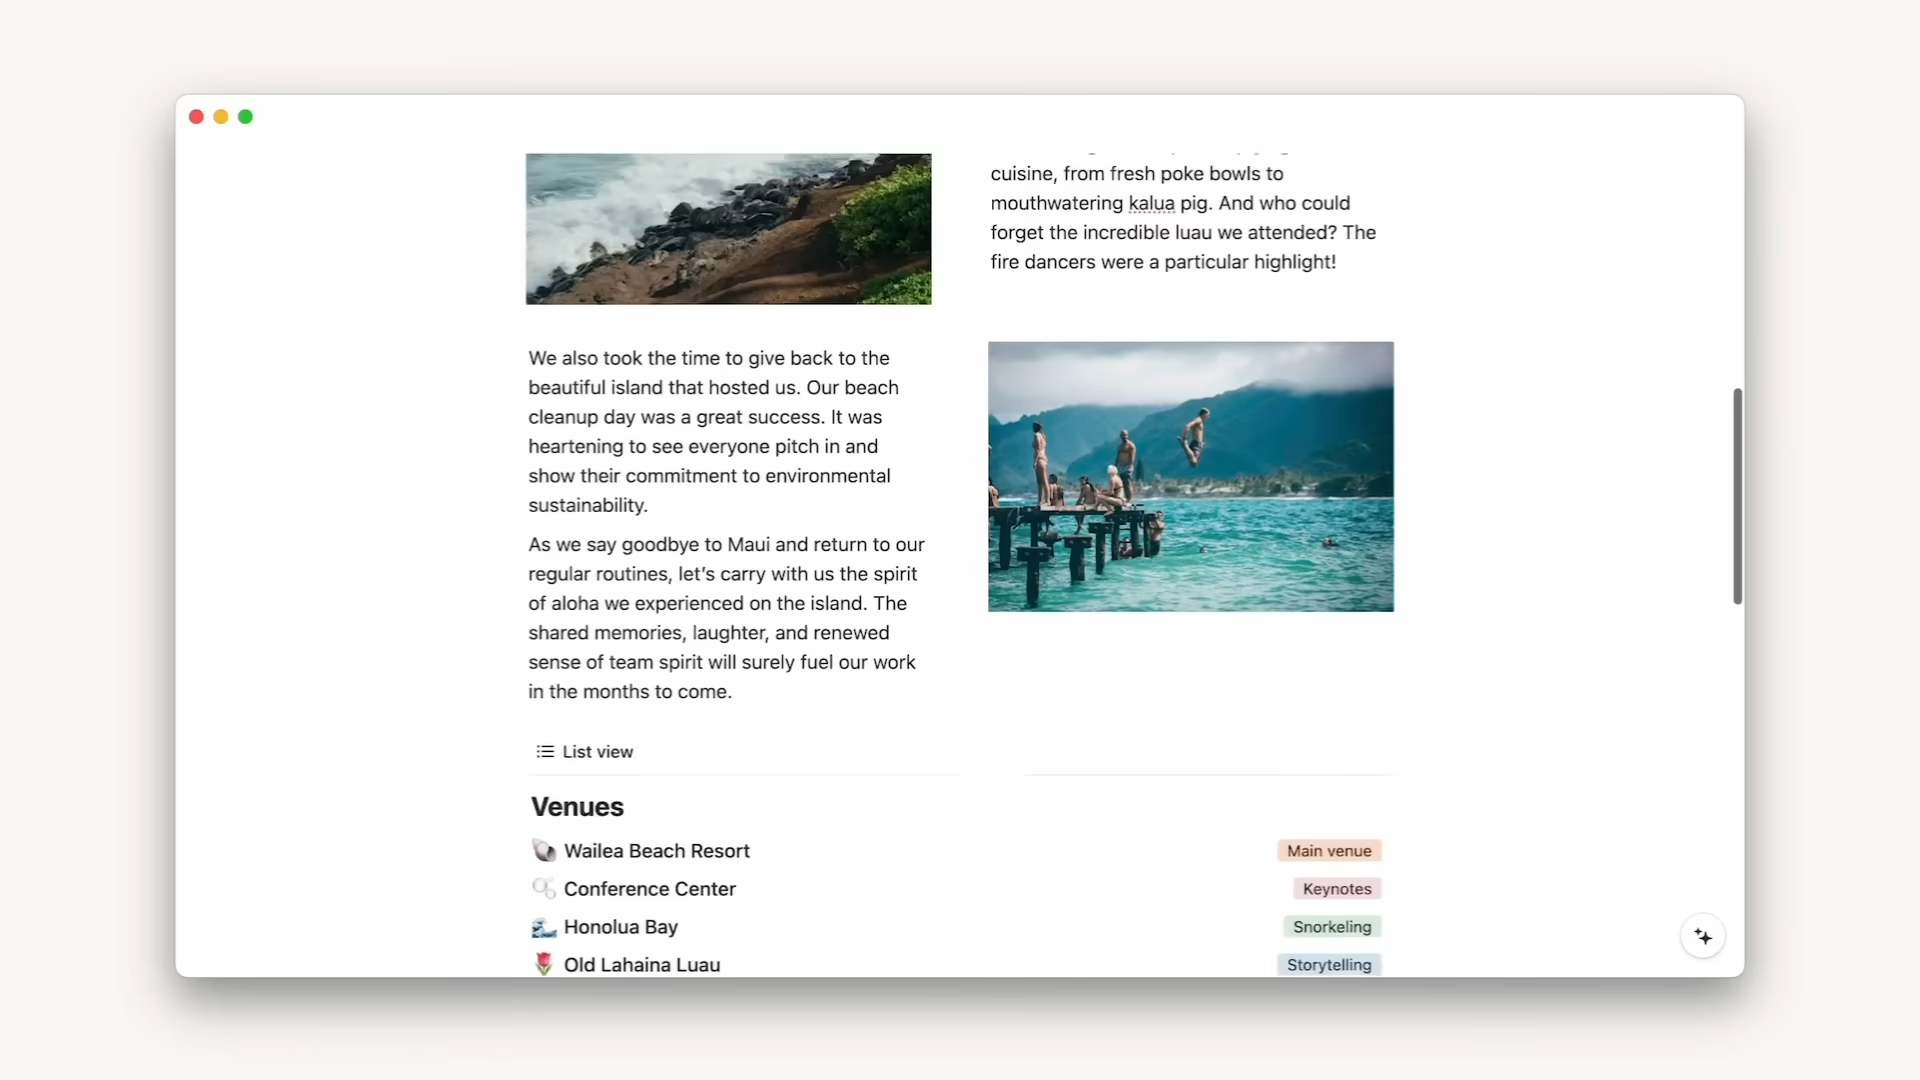 cuisine, from fresh poke bowls to
mouthwatering kalua pig. And who could
forget the incredible luau we attended? The
fire dancers were a particular highlight!
We also took the time to give back to the
beautiful island that hosted us. Our beach
cleanup day was a great success. It was
heartening to see everyone pitch in and
show their commitment to environmental
sustainability.
As we say goodbye to Maui and return to our
regular routines, let’s carry with us the spirit
of aloha we experienced on the island. The
shared memories, laughter, and renewed
sense of team spirit will surely fuel our work
in the months to come.
List view
Venues
Wailea Beach Resort Main venue
Conference Center Keynotes
Honolua Bay Snorkeling
Old Lahaina Luau Storytelling